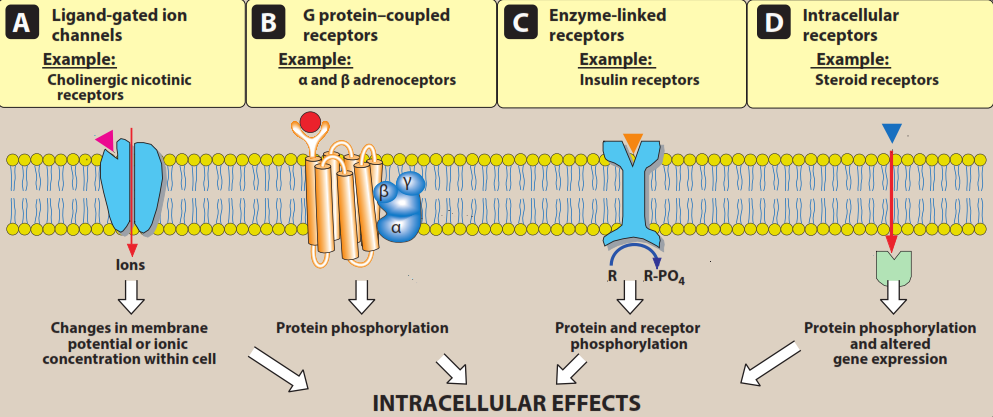 A
Ligand-gated ion
channels
Example:
Cholinergic nicotinic
receptors
B
G protein–coupled
receptors
Example:
α and β adrenoceptors
C
Enzyme-linked
receptors
Example:
Insulin receptors
D
Intracellular
receptors
Example:
Steroid receptors
β
γ
α
Ions
R
R-PO4
Changes in membrane
potential or ionic
concentration within cell
Protein phosphorylation
Protein and receptor
phosphorylation
Protein phosphorylation
and altered
gene expression
INTRACELLULAR EFFECTS